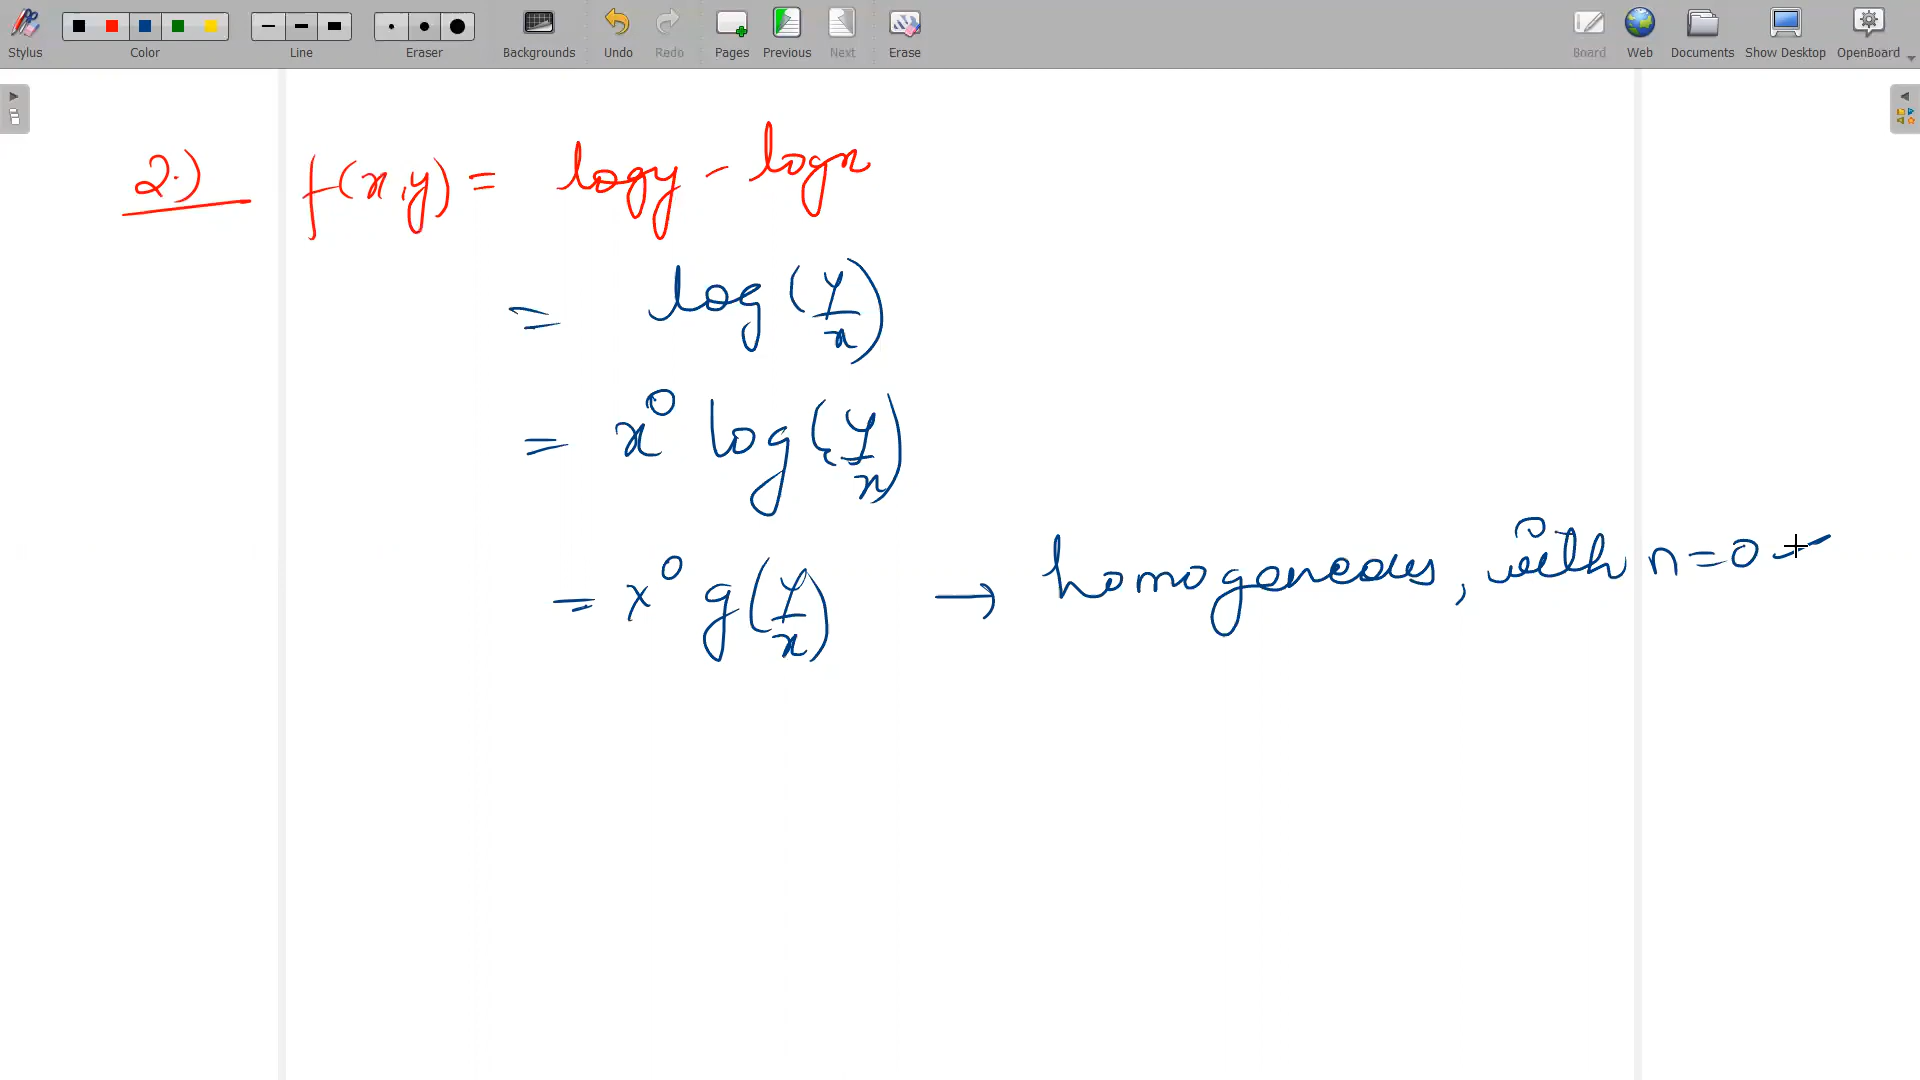 Stylus Color Line Eraser Backgrounds Undo Redo Pages Previous Next Erase Board Web Documents Show Desktop OpenBoard
2.) f(x,y) = logy - logx
= log(y/x)
= x⁰ log(y/x)
= x⁰ g(y/x) → homogeneous, with n=0